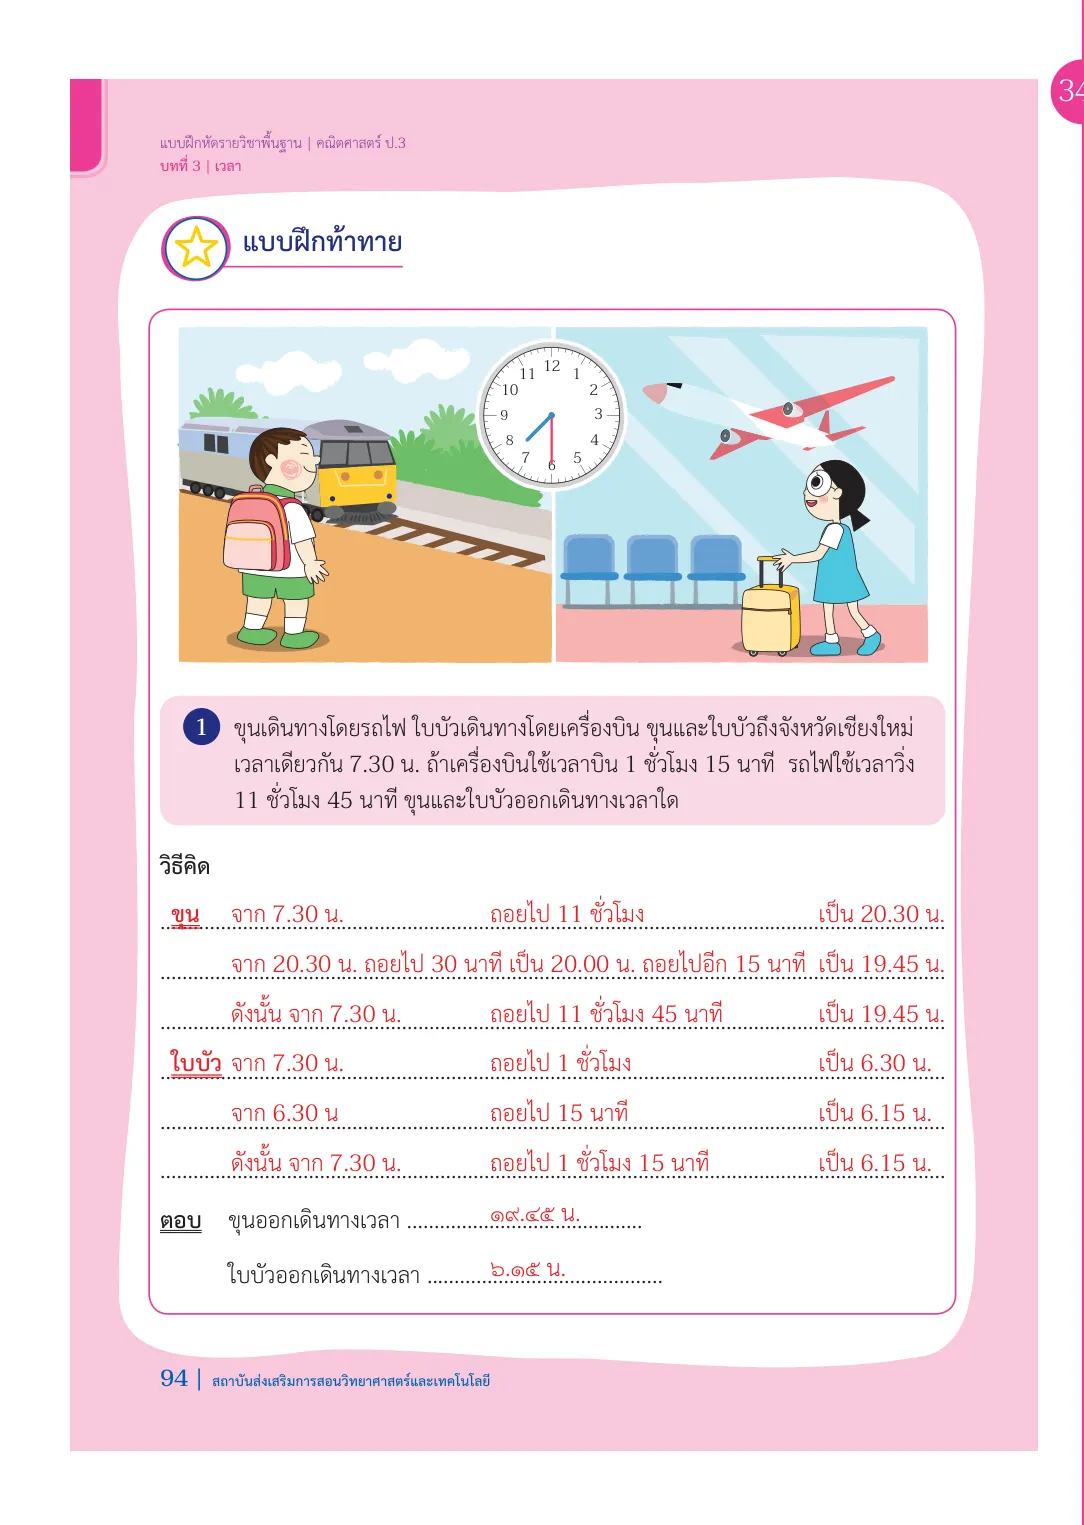 34
แบบฝึกหัดรายวิชาพื้นฐาน | คณิตศาสตร์ ป.3
บทที่ 3 | เวลา
แบบฝึกท้าทาย
12
1
2
3
4
5
6
7
8
9
10
11
1 ขุนเดินทางโดยรถไฟ ใบบัวเดินทางโดยเครื่องบิน ขุนและใบบัวถึงจังหวัดเชียงใหม่
เวลาเดียวกัน 7.30 น. ถ้าเครื่องบินใช้เวลาบิน 1 ชั่วโมง 15 นาที รถไฟใช้เวลาวิ่ง
11 ชั่วโมง 45 นาที ขุนและใบบัวออกเดินทางเวลาใด
วิธีคิด
ขุน จาก 7.30 น. ถอยไป 11 ชั่วโมง เป็น 20.30 น.
จาก 20.30 น. ถอยไป 30 นาที เป็น 20.00 น. ถอยไปอีก 15 นาที เป็น 19.45 น.
ดังนั้น จาก 7.30 น. ถอยไป 11 ชั่วโมง 45 นาที เป็น 19.45 น.
ใบบัว จาก 7.30 น. ถอยไป 1 ชั่วโมง เป็น 6.30 น.
จาก 6.30 น ถอยไป 15 นาที เป็น 6.15 น.
ดังนั้น จาก 7.30 น. ถอยไป 1 ชั่วโมง 15 นาที เป็น 6.15 น.
ตอบ ขุนออกเดินทางเวลา ๑๙.๔๕ น.
ใบบัวออกเดินทางเวลา ๖.๑๕ น.
94 | สถาบันส่งเสริมการสอนวิทยาศาสตร์และเทคโนโลยี